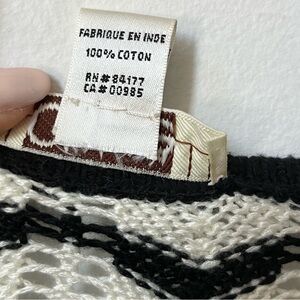 FABRIQUE EN INDE
100% COTON
RN# 84177
CA# 00985